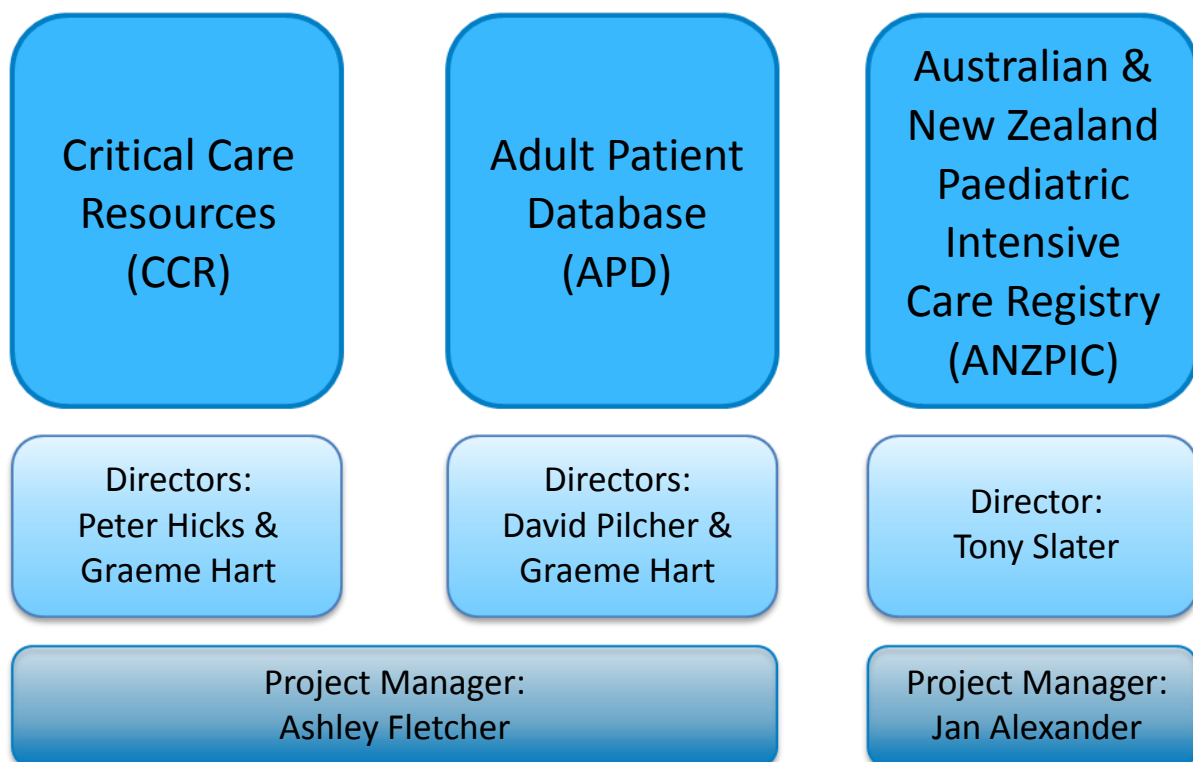 Critical Care
Resources
(CCR)
Adult Patient
Database
(APD)
Australian &
New Zealand
Paediatric
Intensive
Care Registry
(ANZPIC)
Directors:
Peter Hicks &
Graeme Hart
Directors:
David Pilcher &
Graeme Hart
Director:
Tony Slater
Project Manager:
Ashley Fletcher
Project Manager:
Jan Alexander